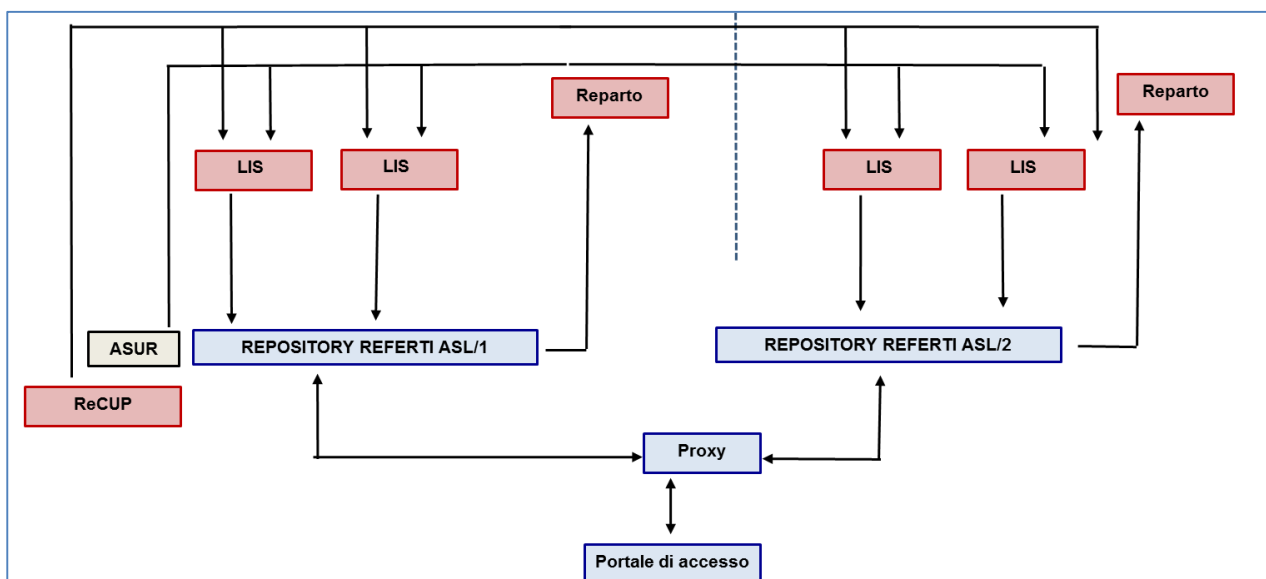 Reparto
Reparto
LIS
LIS
LIS
LIS
ASUR
REPOSITORY REFERTI ASL/1
REPOSITORY REFERTI ASL/2
ReCUP
Proxy
Portale di accesso